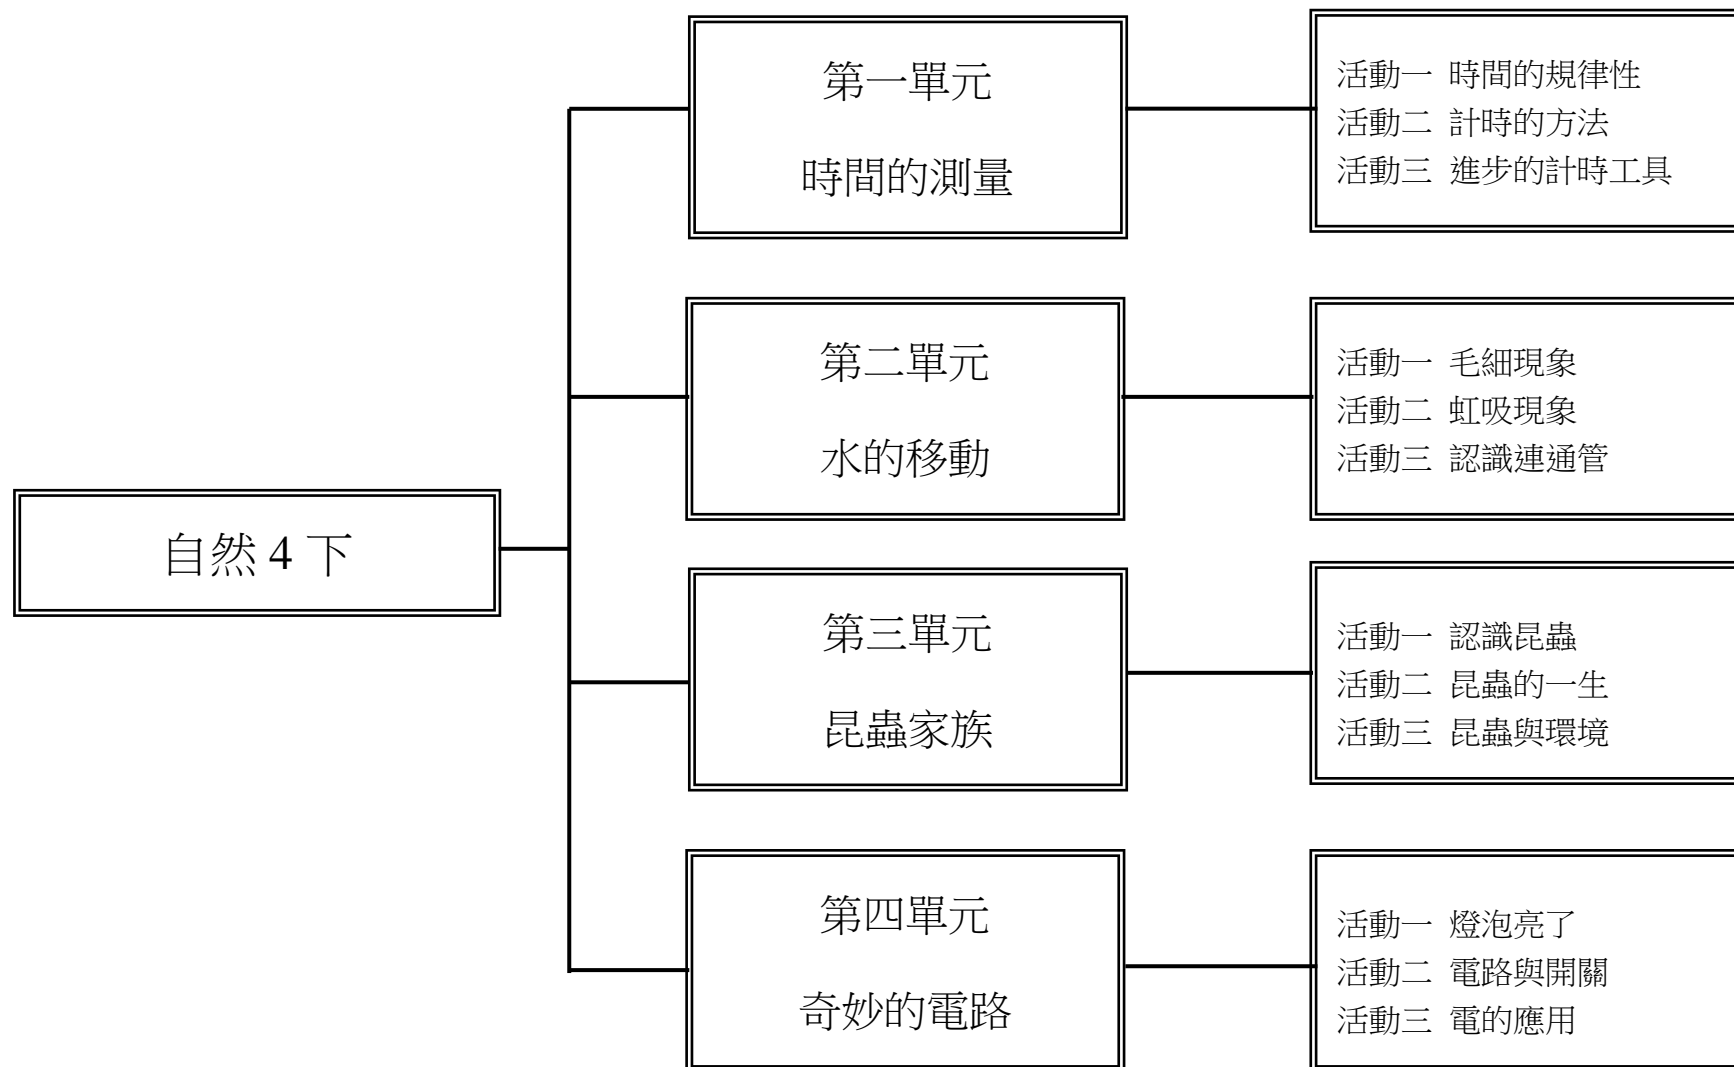 自然 4 下
第一單元
時間的測量
活動一 時間的規律性
活動二 計時的方法
活動三 進步的計時工具
第二單元
水的移動
活動一 毛細現象
活動二 虹吸現象
活動三 認識連通管
第三單元
昆蟲家族
活動一 認識昆蟲
活動二 昆蟲的一生
活動三 昆蟲與環境
第四單元
奇妙的電路
活動一 燈泡亮了
活動二 電路與開關
活動三 電的應用